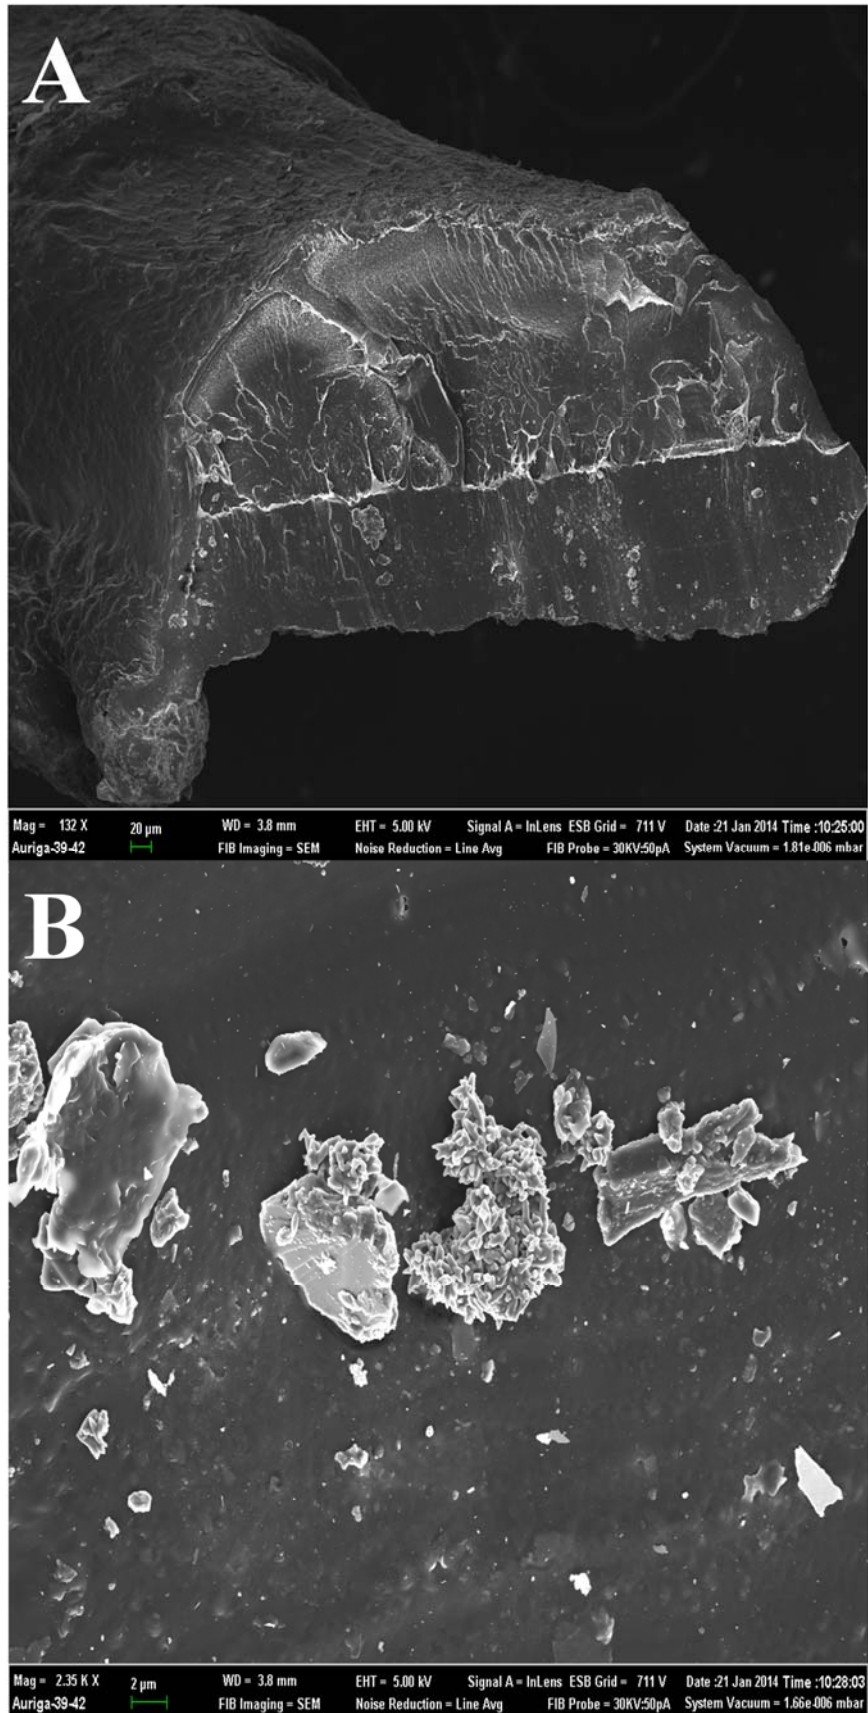 A
Mag = 132 X 20 µm WD = 3.8 mm EHT = 5.00 kV Signal A = InLens ESB Grid = 711 V Date :21 Jan 2014 Time :10:25:00
Auriga-39-42 FIB Imaging = SEM Noise Reduction = Line Avg FIB Probe = 30KV:50pA System Vacuum = 1.81e-006 mbar
B
Mag = 2.35 K X 2 µm WD = 3.8 mm EHT = 5.00 kV Signal A = InLens ESB Grid = 711 V Date :21 Jan 2014 Time :10:28:03
Auriga-39-42 FIB Imaging = SEM Noise Reduction = Line Avg FIB Probe = 30KV:50pA System Vacuum = 1.66e-006 mbar